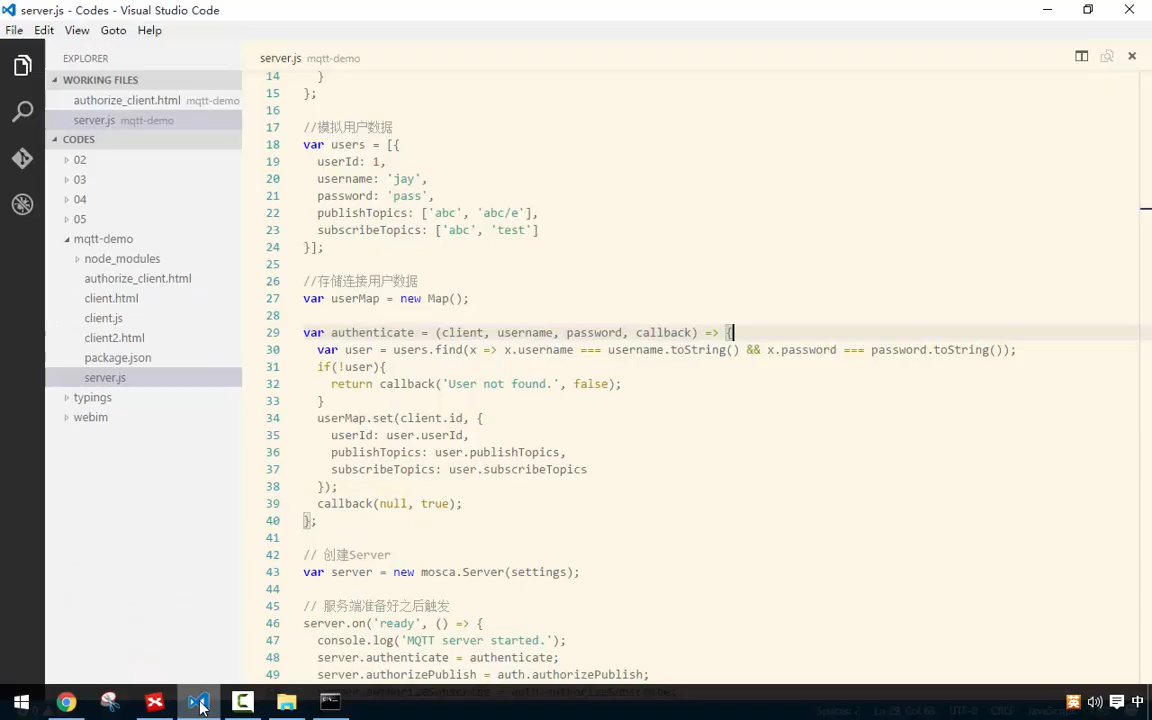 server.js - Codes - Visual Studio Code
File Edit View Goto Help
EXPLORER
WORKING FILES
authorize_client.html mqtt-demo
server.js mqtt-demo
CODES
02
03
04
05
mqtt-demo
node_modules
authorize_client.html
client.html
client.js
client2.html
package.json
server.js
typings
webim
server.js mqtt-demo
14 }
15 };
16
17 //模拟用户数据
18 var users = [{
19 userId: 1,
20 username: 'jay',
21 password: 'pass',
22 publishTopics: ['abc', 'abc/e'],
23 subscribeTopics: ['abc', 'test']
24 }];
25
26 //存储连接用户数据
27 var userMap = new Map();
28
29 var authenticate = (client, username, password, callback) => {
30 var user = users.find(x => x.username === username.toString() && x.password === password.toString());
31 if(!user){
32 return callback('User not found.', false);
33 }
34 userMap.set(client.id, {
35 userId: user.userId,
36 publishTopics: user.publishTopics,
37 subscribeTopics: user.subscribeTopics
38 });
39 callback(null, true);
40 };
41
42 // 创建Server
43 var server = new mosca.Server(settings);
44
45 // 服务端准备好之后触发
46 server.on('ready', () => {
47 console.log('MQTT server started.');
48 server.authenticate = authenticate;
49 server.authorizePublish = auth.authorizePublish;
英
中